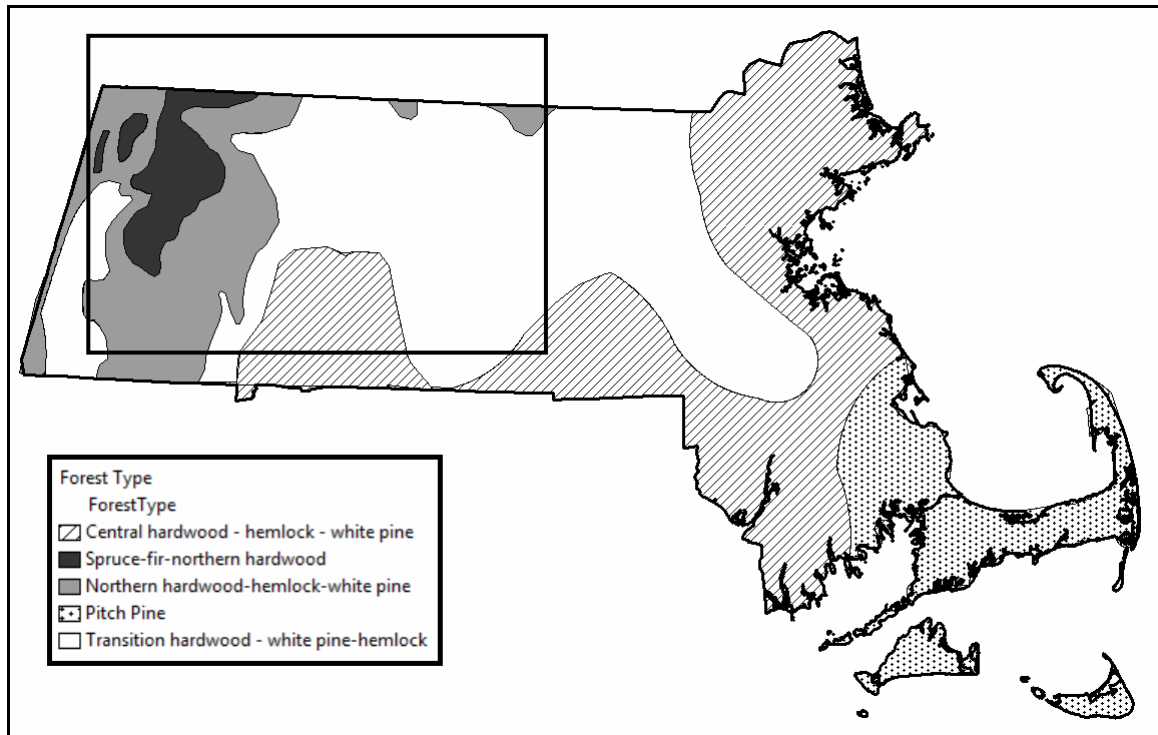 Forest Type
ForestType
Central hardwood - hemlock - white pine
Spruce-fir-northern hardwood
Northern hardwood-hemlock-white pine
Pitch Pine
Transition hardwood - white pine-hemlock